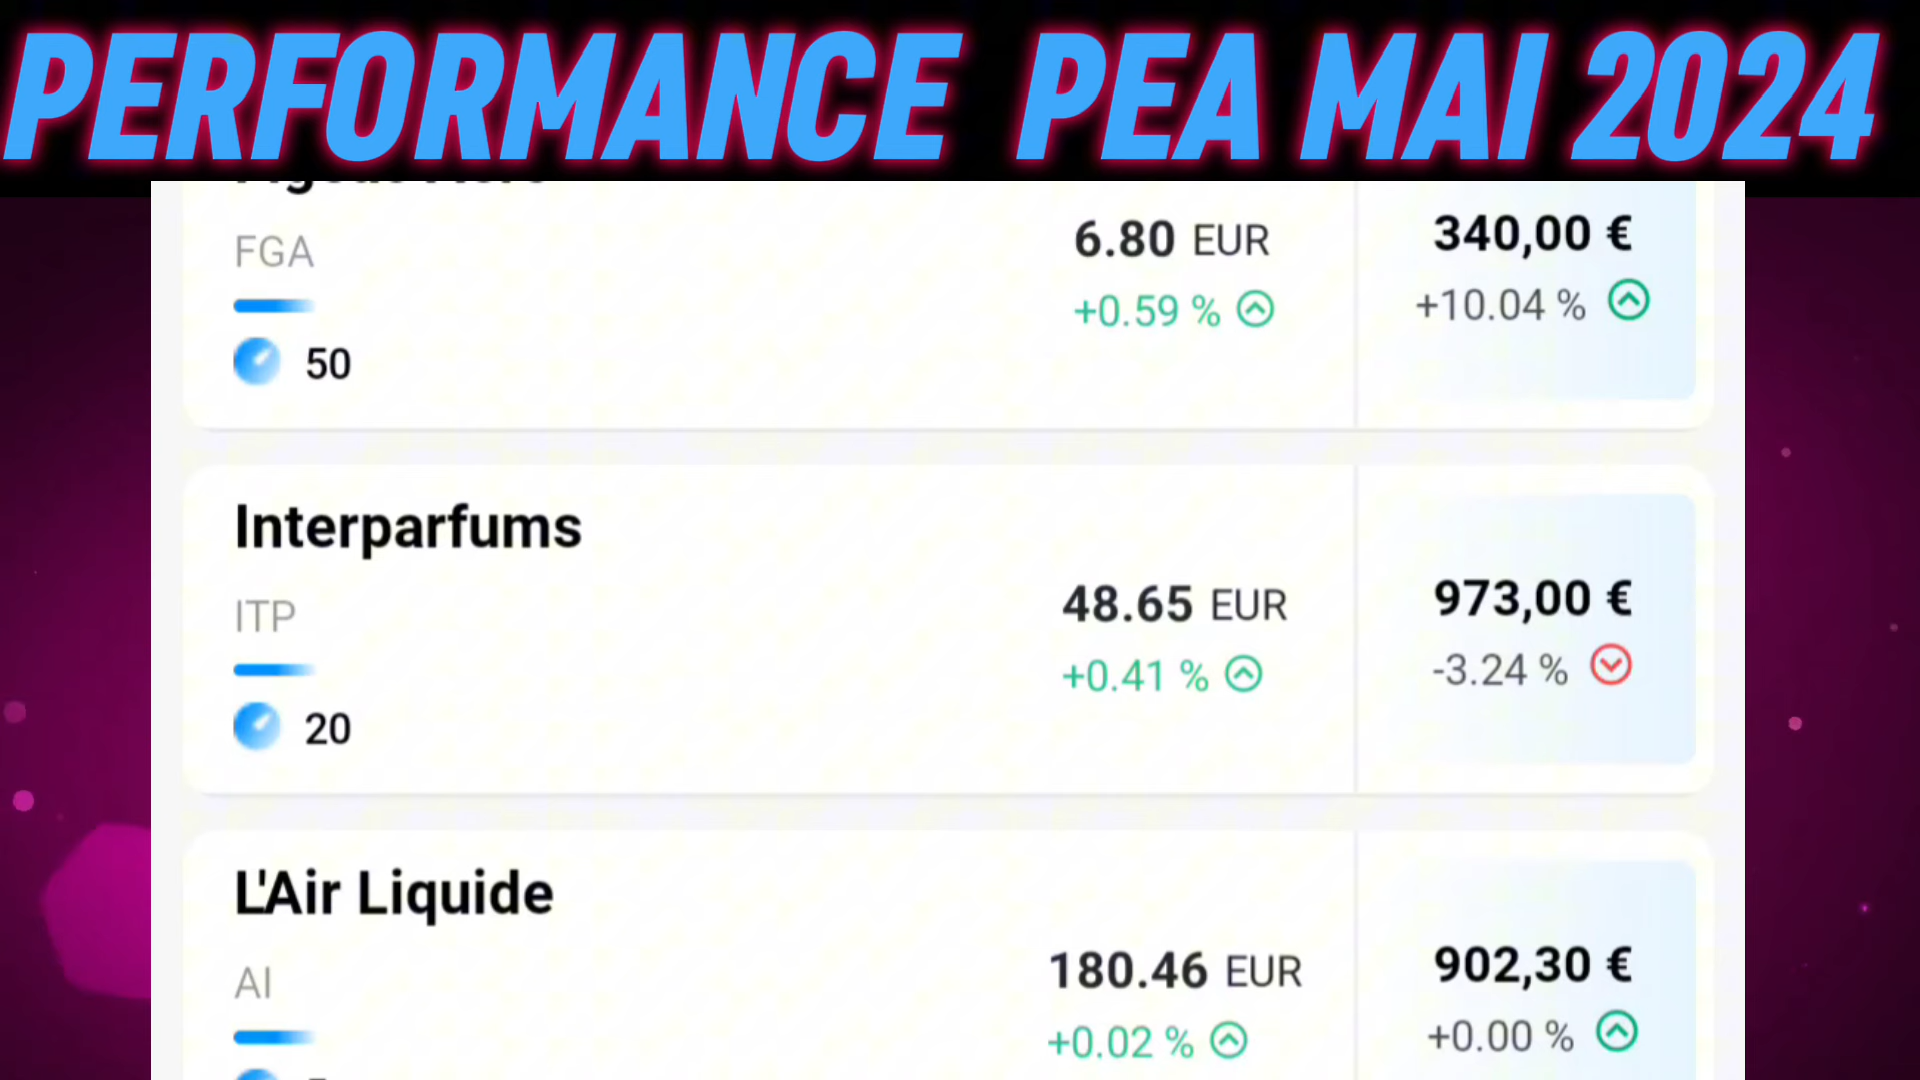 PERFORMANCE PEA MAI 2024
FGA
6.80 EUR
340,00 €
+0.59 %
+10.04 %
50
Interparfums
ITP
48.65 EUR
973,00 €
+0.41 %
-3.24 %
20
L'Air Liquide
AI
180.46 EUR
902,30 €
+0.02 %
+0.00 %